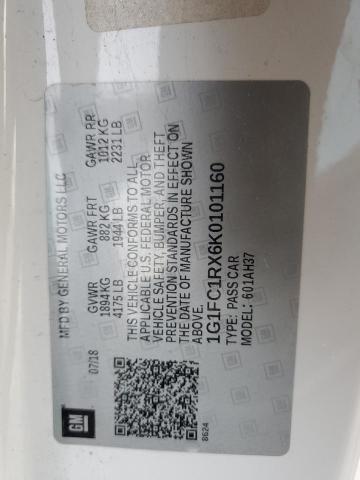 GM
07/18
MFD BY GENERAL MOTORS LLC
GVWR GAWR FRT GAWR RR
1894 KG 882 KG 1012 KG
4175 LB 1944 LB 2231 LB
THIS VEHICLE CONFORMS TO ALL
APPLICABLE U.S. FEDERAL MOTOR
VEHICLE SAFETY, BUMPER, AND THEFT
PREVENTION STANDARDS IN EFFECT ON
THE DATE OF MANUFACTURE SHOWN
ABOVE.
1G1FC1RX6K0101160
TYPE: PASS CAR
MODEL: 601AH37
8624